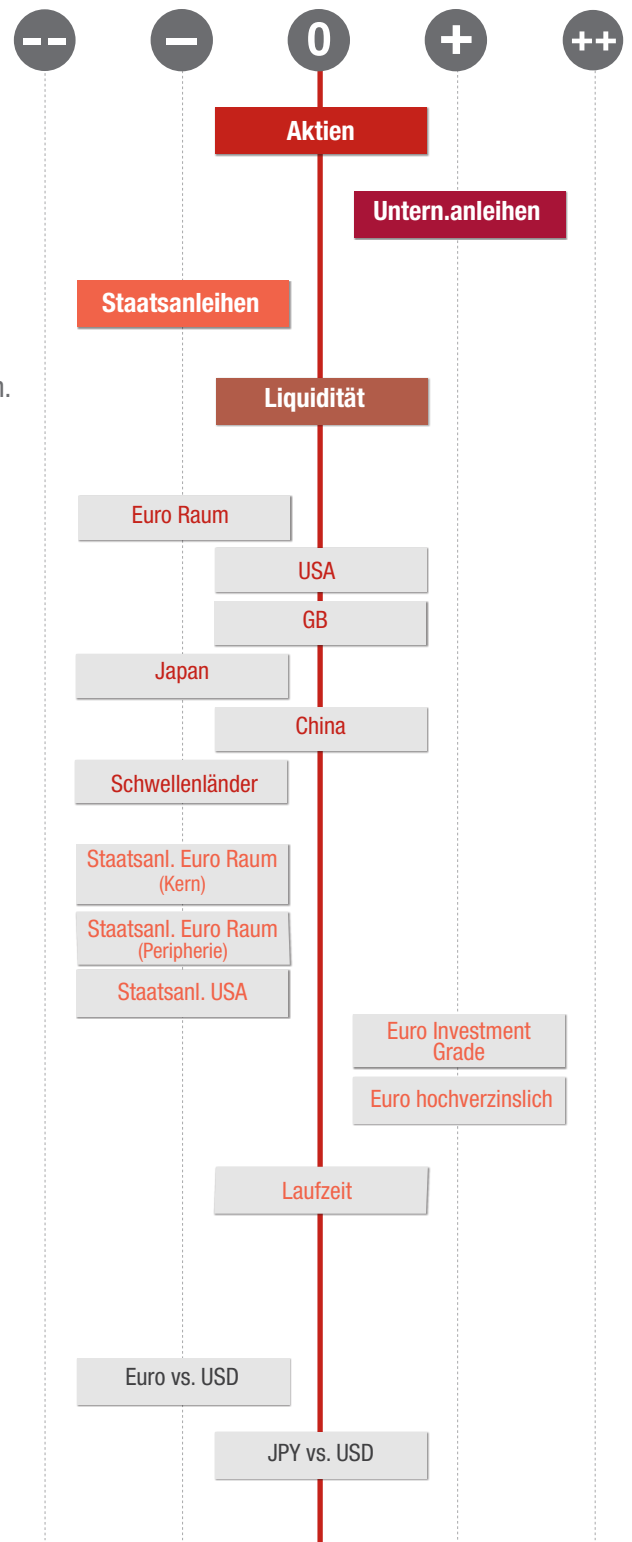 -- – 0 + ++
Aktien
Untern.anleihen
Staatsanleihen
n.
Liquidität
Euro Raum
USA
GB
Japan
China
Schwellenländer
Staatsanl. Euro Raum
(Kern)
Staatsanl. Euro Raum
(Peripherie)
Staatsanl. USA
Euro Investment
Grade
Euro hochverzinslich
Laufzeit
Euro vs. USD
JPY vs. USD